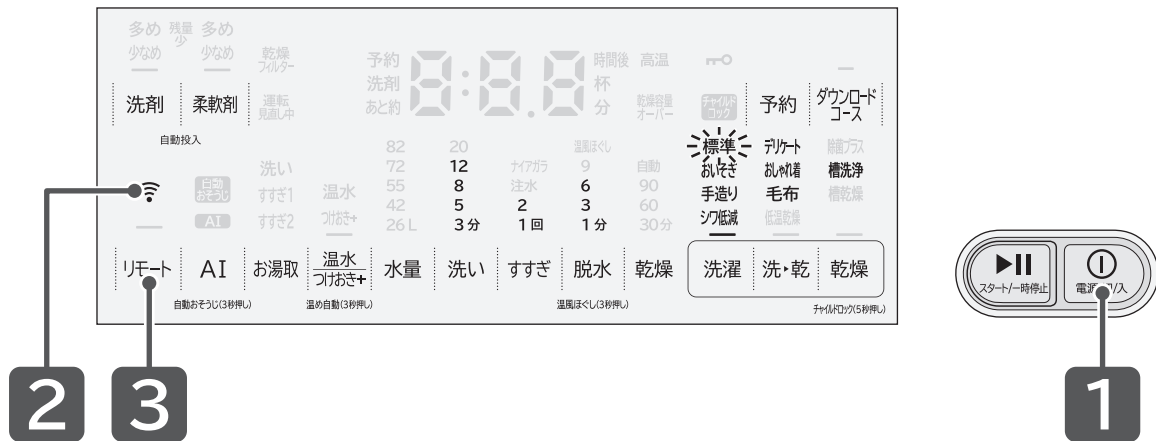 多め 残量少 多め
少なめ 少なめ 乾燥フィルター 予約 8:8.8 時間後 高温
洗剤 杯
洗剤 柔軟剤 運転見直し中 あと約 分 乾燥容量オーバー チャイルドロック 予約 ダウンロードコース
自動投入
82 20 温風ほぐし 標準 デリケート 除菌プラス
洗い 72 12 ナイアガラ 9 自動 おいそぎ おしゃれ着 槽洗浄
自動おそうじ すすぎ1 温水 55 8 注水 6 90 手造り 毛布 槽乾燥
42 5 2 3 60
AI すすぎ2 つけおき+ 26L 3分 1回 1分 30分 シワ低減 低温乾燥
リモート AI お湯取 温水 つけおき+ 水量 洗い すすぎ 脱水 乾燥 洗濯 洗▸乾 乾燥
自動おそうじ(3秒押し) 温め自動(3秒押し) 温風ほぐし(3秒押し) チャイルドロック(5秒押し)
スタート/一時停止
2
3
1